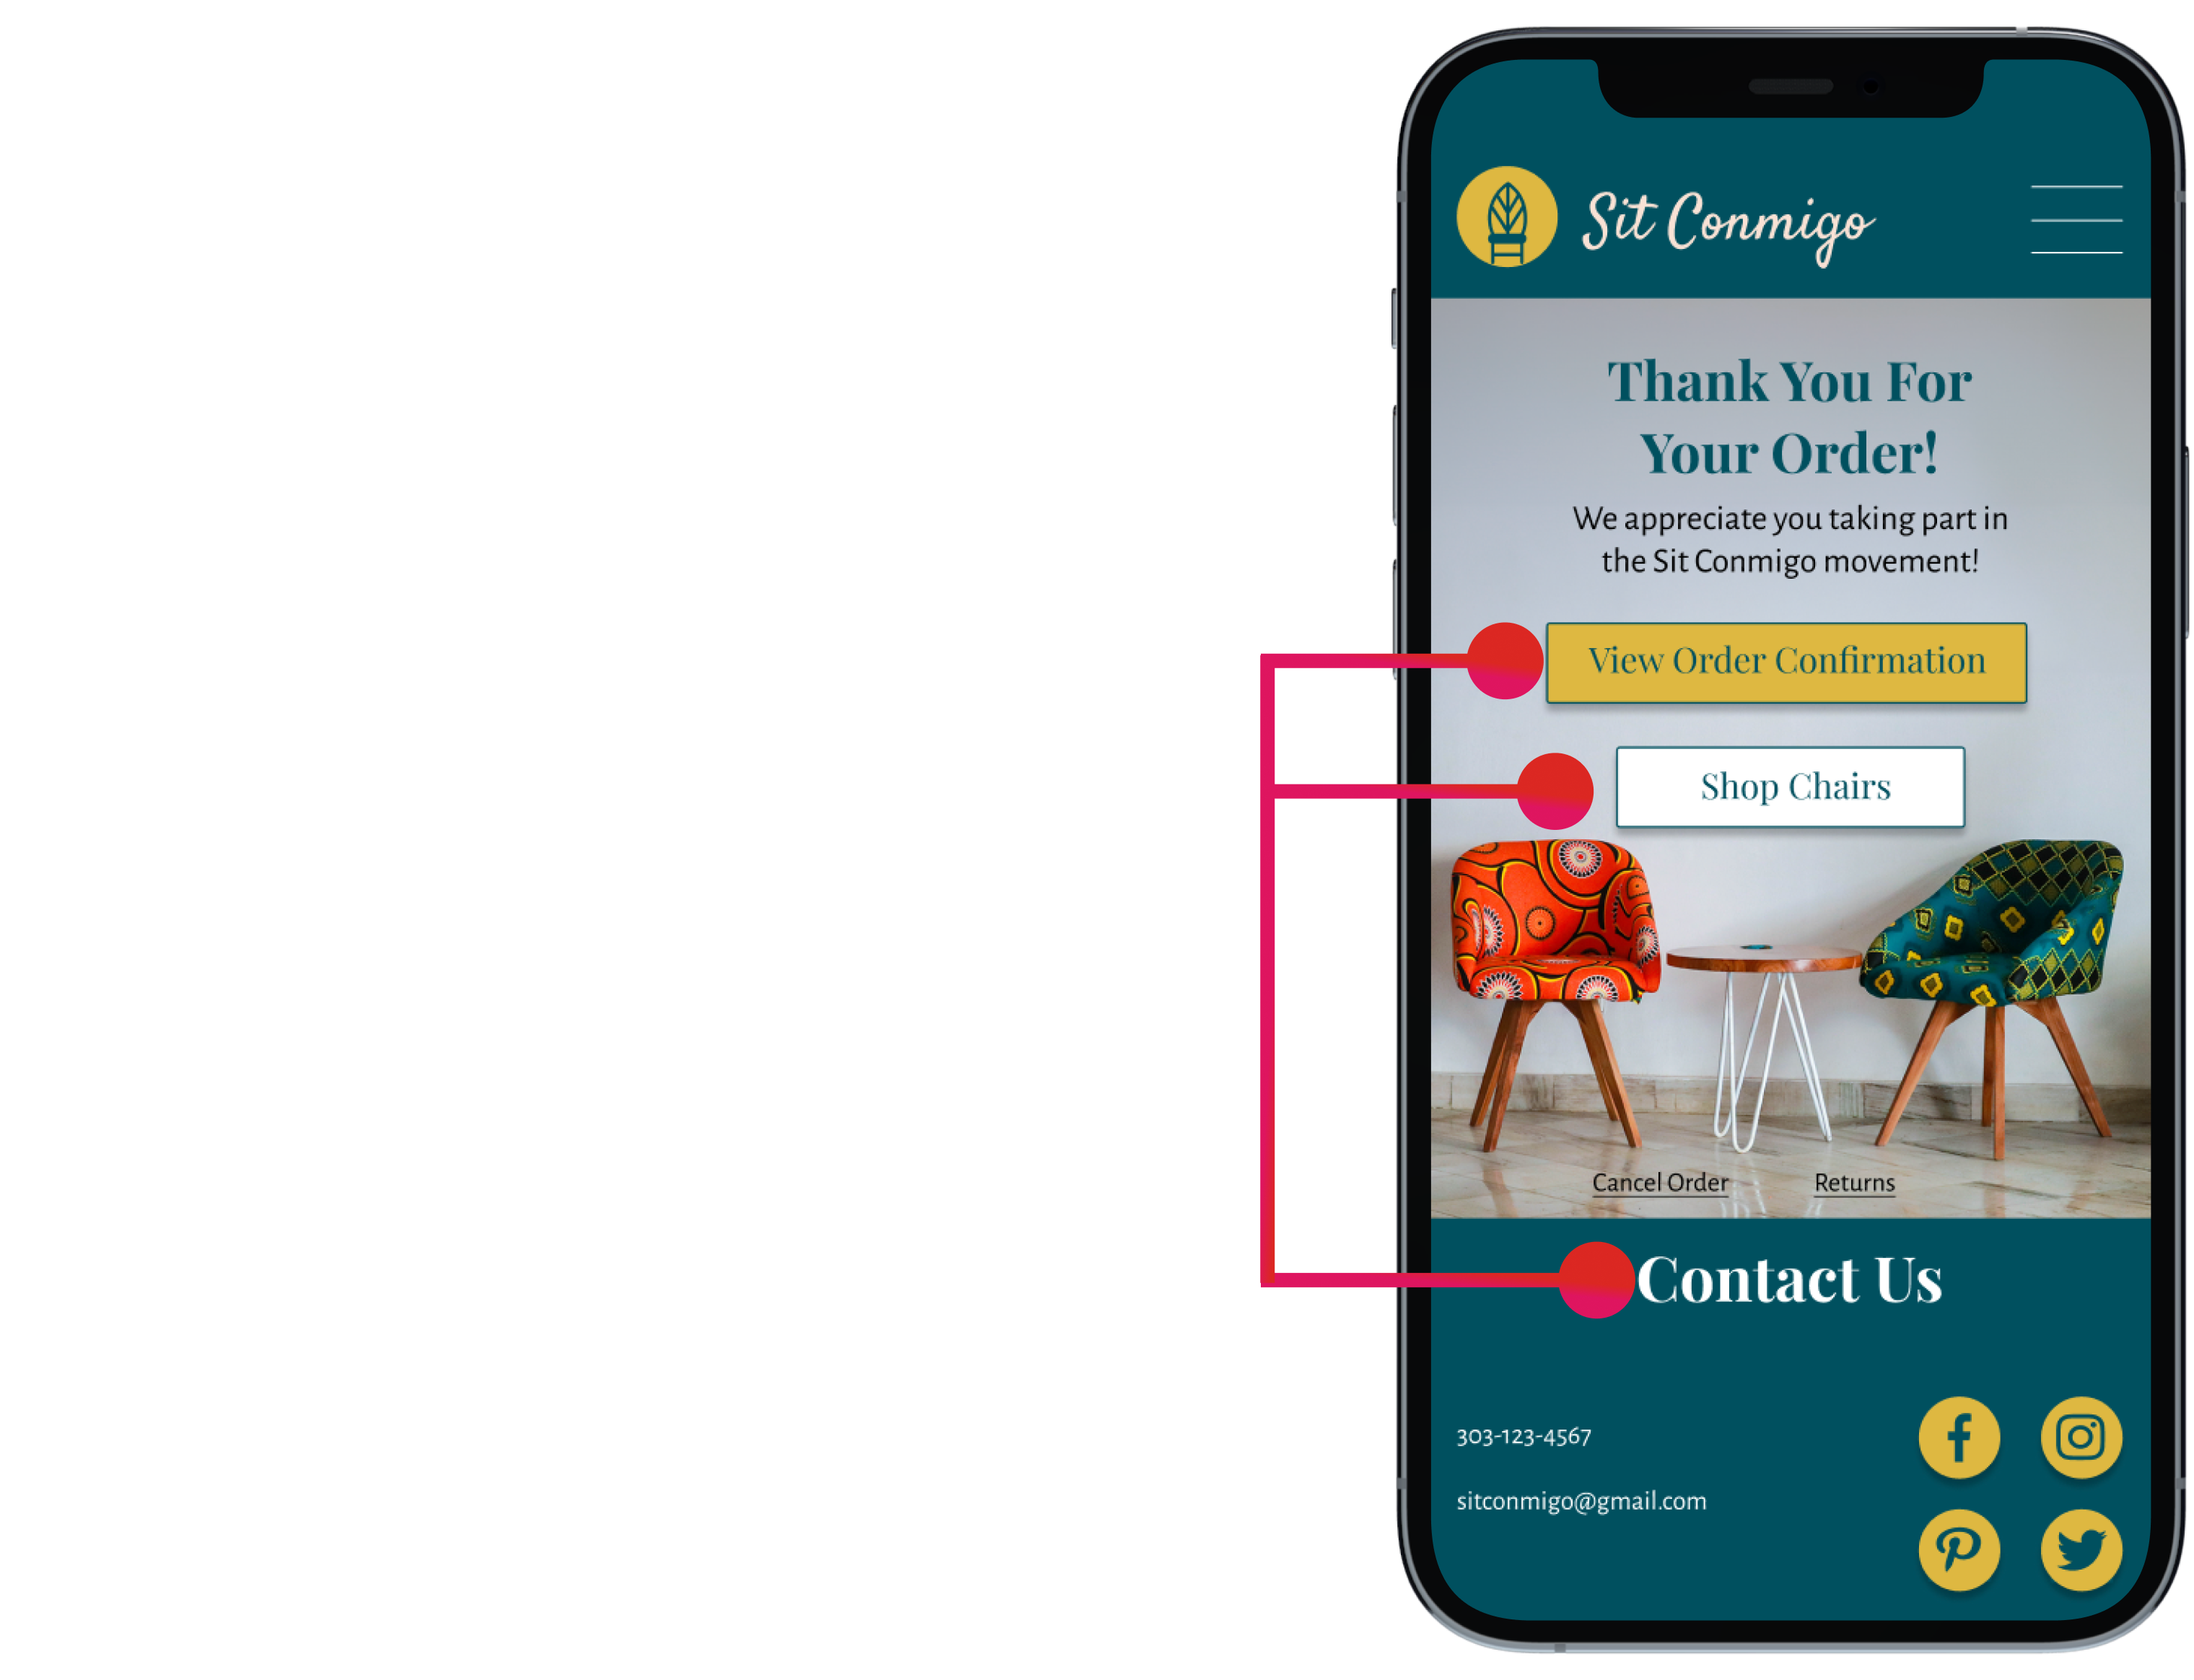 Sit Conmigo
Thank You For
Your Order!
We appreciate you taking part in
the Sit Conmigo movement!
View Order Confirmation
Shop Chairs
Cancel Order
Returns
Contact Us
303-123-4567
sitconmigo@gmail.com